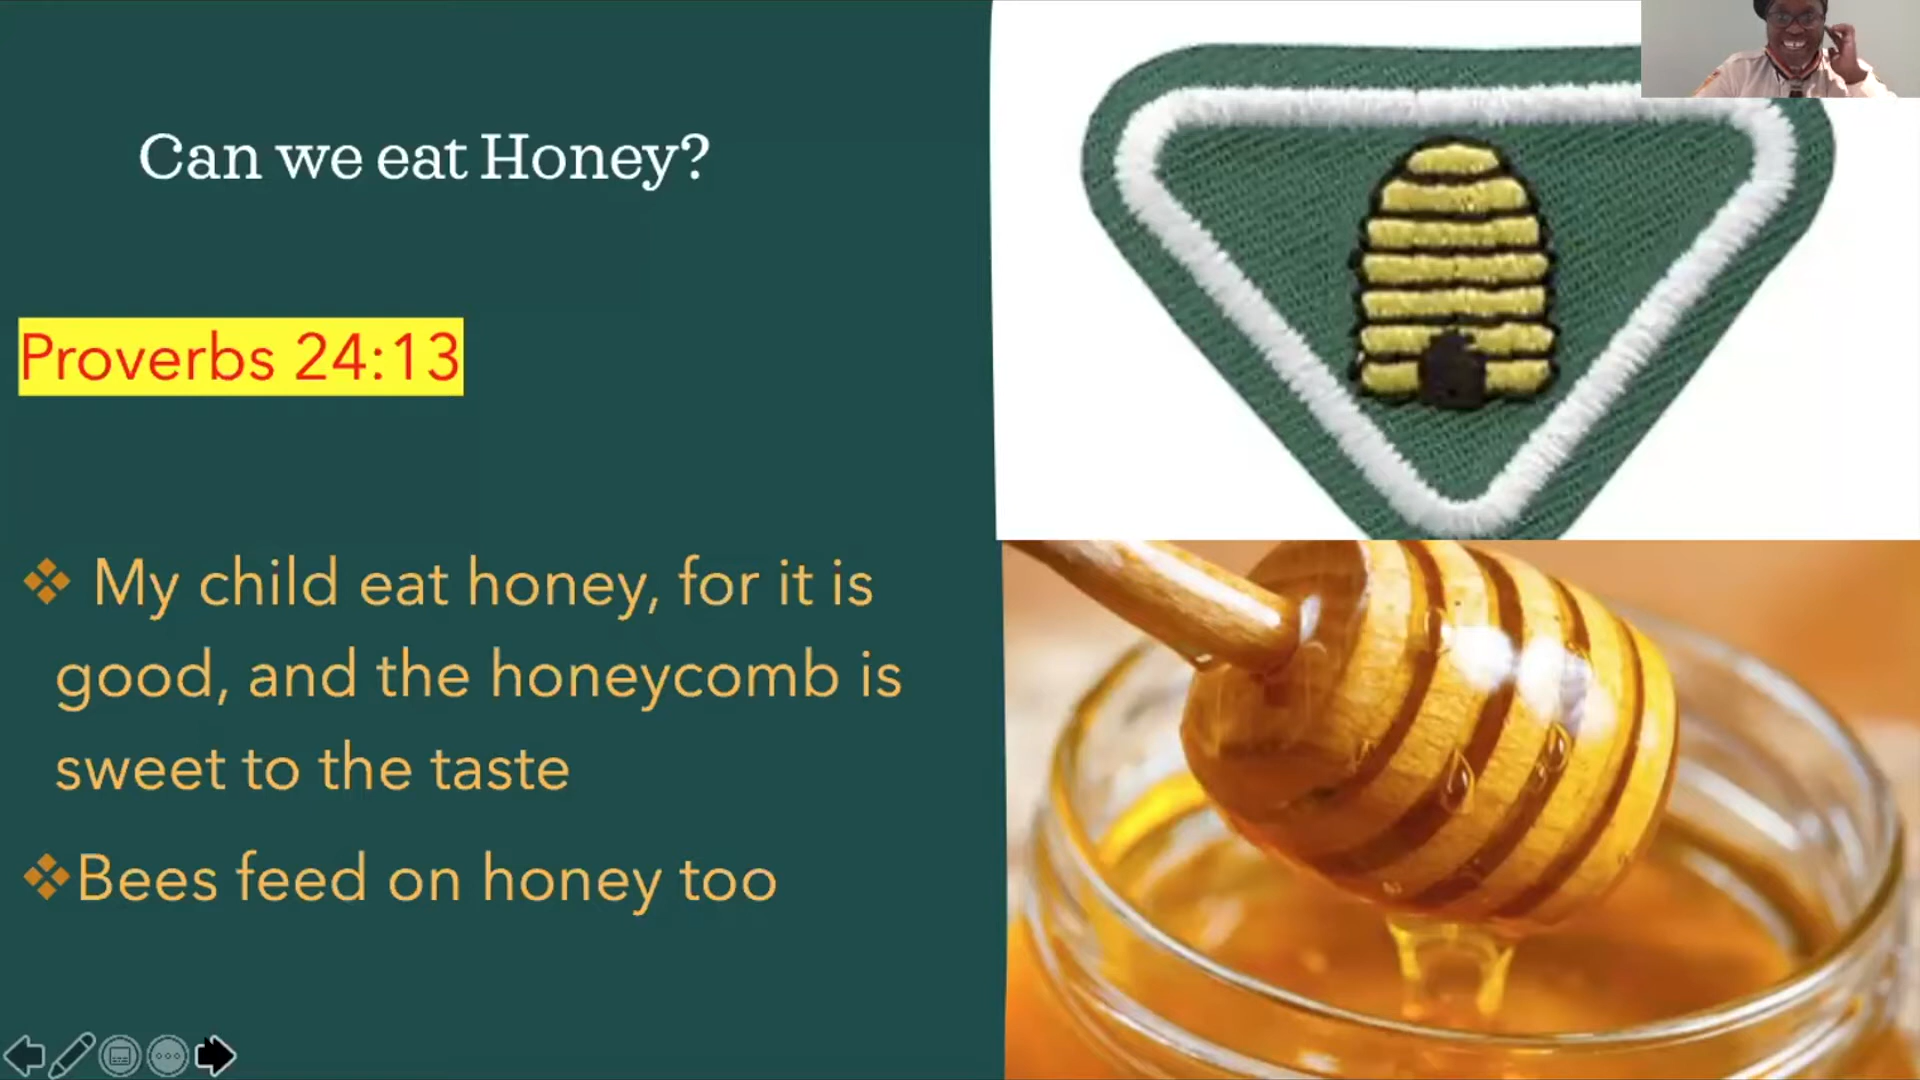 Can we eat Honey?
Proverbs 24:13
My child eat honey, for it is
good, and the honeycomb is
sweet to the taste
Bees feed on honey too